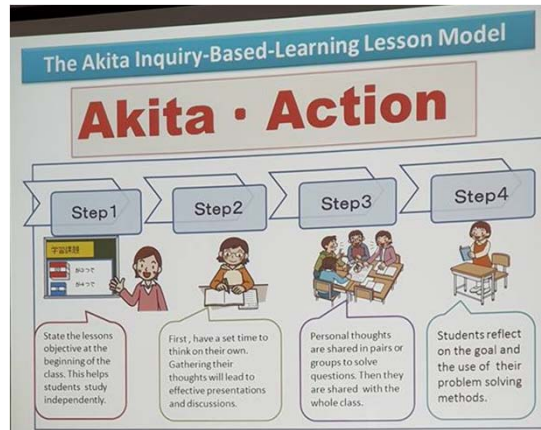 The Akita Inquiry-Based-Learning Lesson Model
Akita・Action
Step1
Step2
Step3
Step4
学習課題
State the lessons
objective at the
beginning of the
class. This helps
students study
independently.
First, have a set time to
think on their own.
Gathering their
thoughts will lead to
effective presentations
and discussions.
Personal thoughts
are shared in pairs or
groups to solve
questions. Then they
are shared with the
whole class.
Students reflect
on the goal and
the use of their
problem solving
methods.